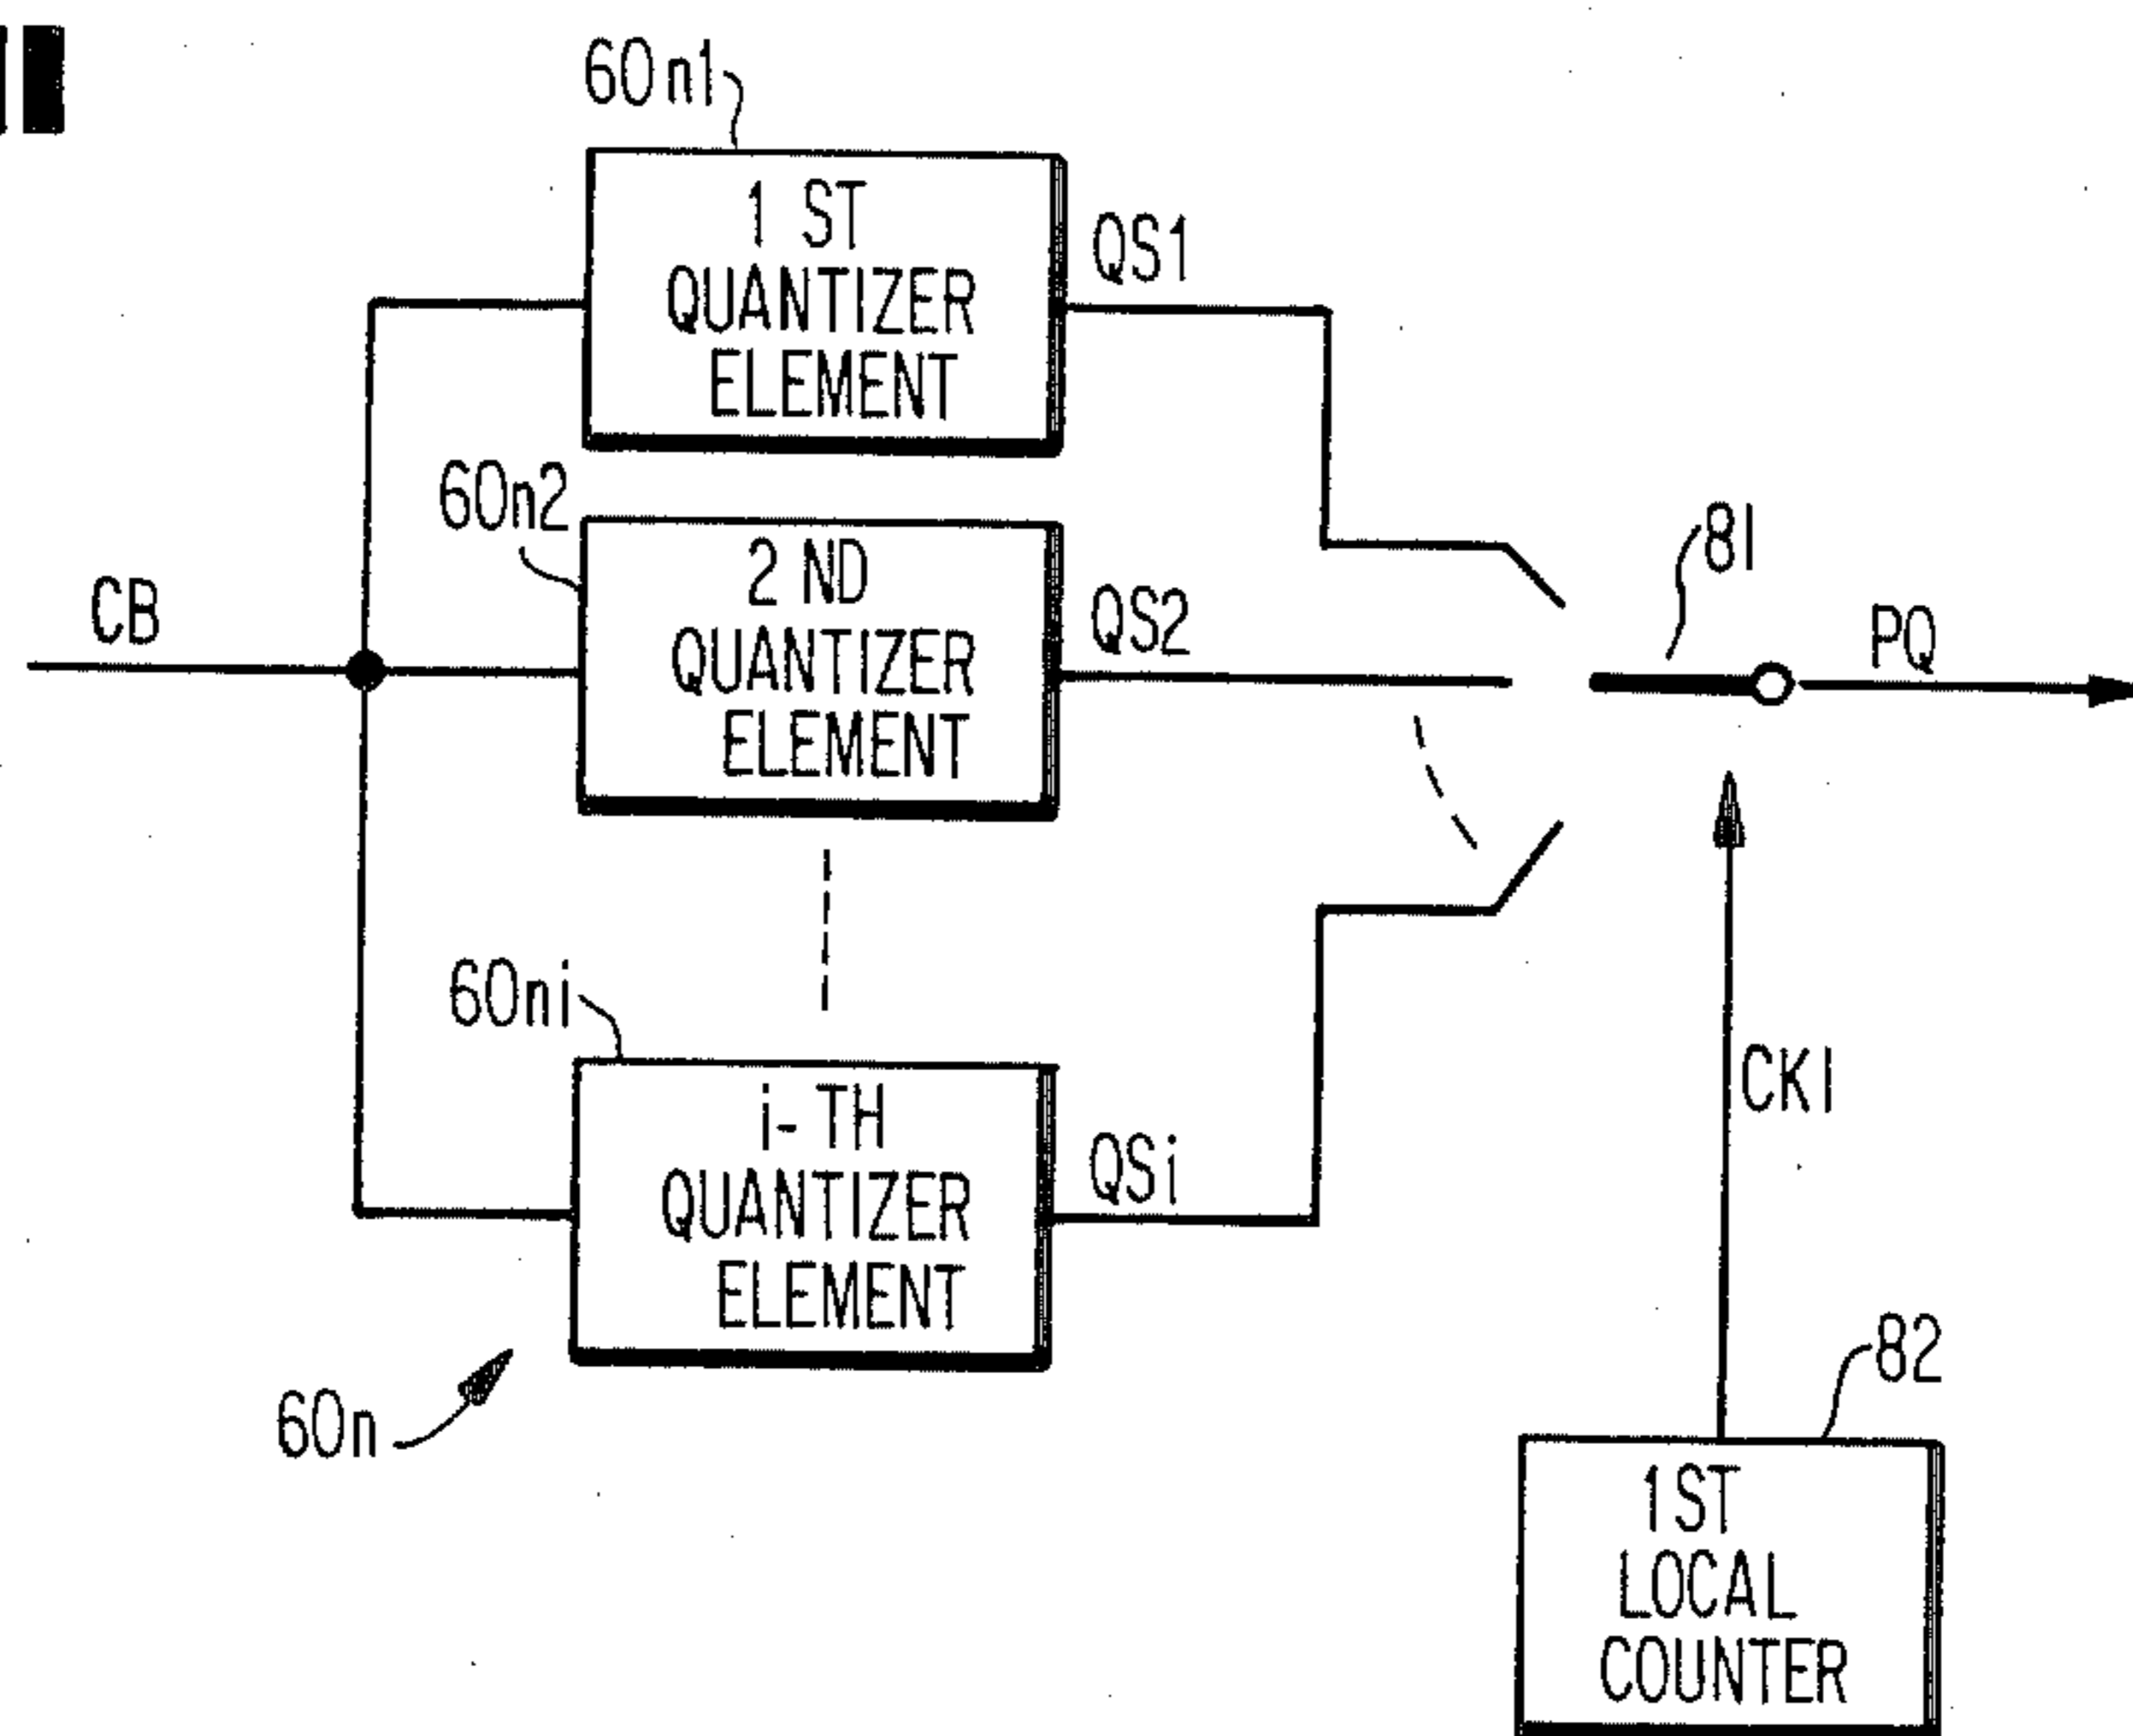 60n1
1 ST
QUANTIZER
ELEMENT
QS1
60n2
2 ND
QUANTIZER
ELEMENT
QS2
CB
81
PQ
60ni
i-TH
QUANTIZER
ELEMENT
QSi
CK1
60n
82
1ST
LOCAL
COUNTER